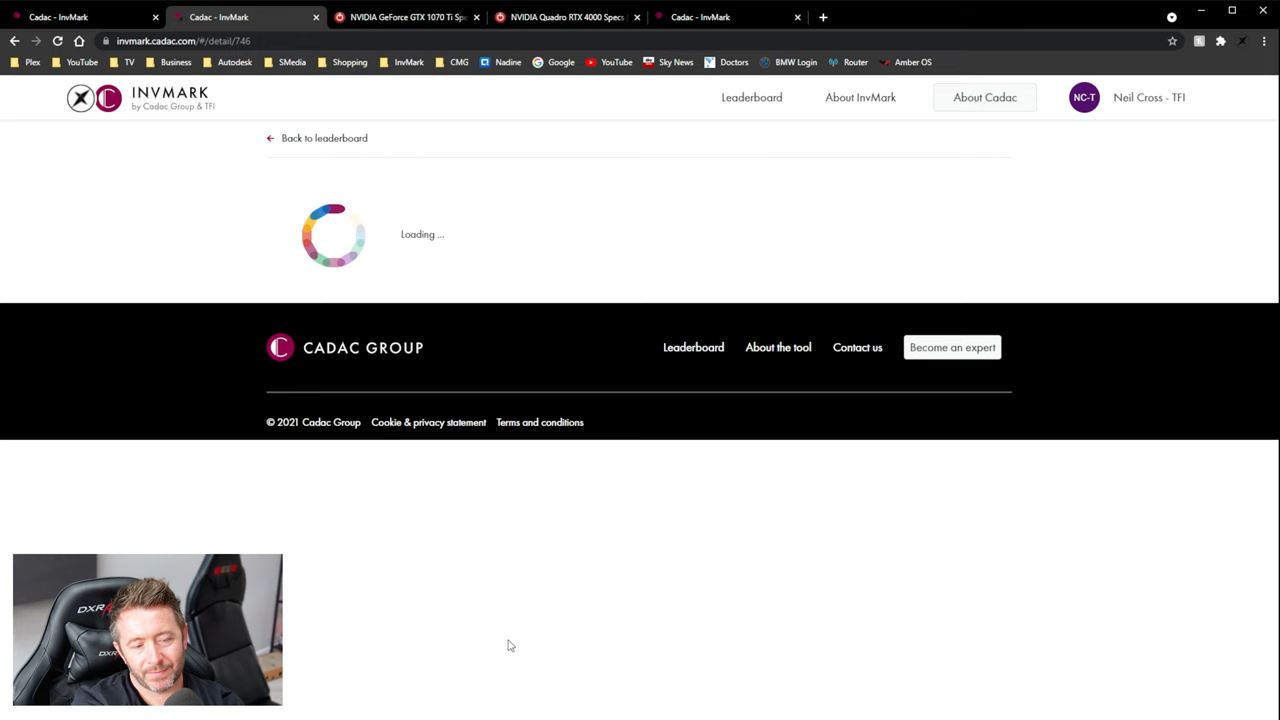 Cadac - InvMark
Cadac - InvMark
NVIDIA GeForce GTX 1070 Ti Sp
NVIDIA Quadro RTX 4000 Specs
Cadac - InvMark
invmark.cadac.com/#/detail/746
Plex YouTube TV Business Autodesk SMedia Shopping InvMark CMG Nadine Google YouTube Sky News Doctors BMW Login Router Amber OS
INVMARK
by Cadac Group & TFI
Leaderboard About InvMark About Cadac NC-T Neil Cross - TFI
Back to leaderboard
Loading ...
CADAC GROUP
Leaderboard About the tool Contact us Become an expert
© 2021 Cadac Group Cookie & privacy statement Terms and conditions
DXR
DXR